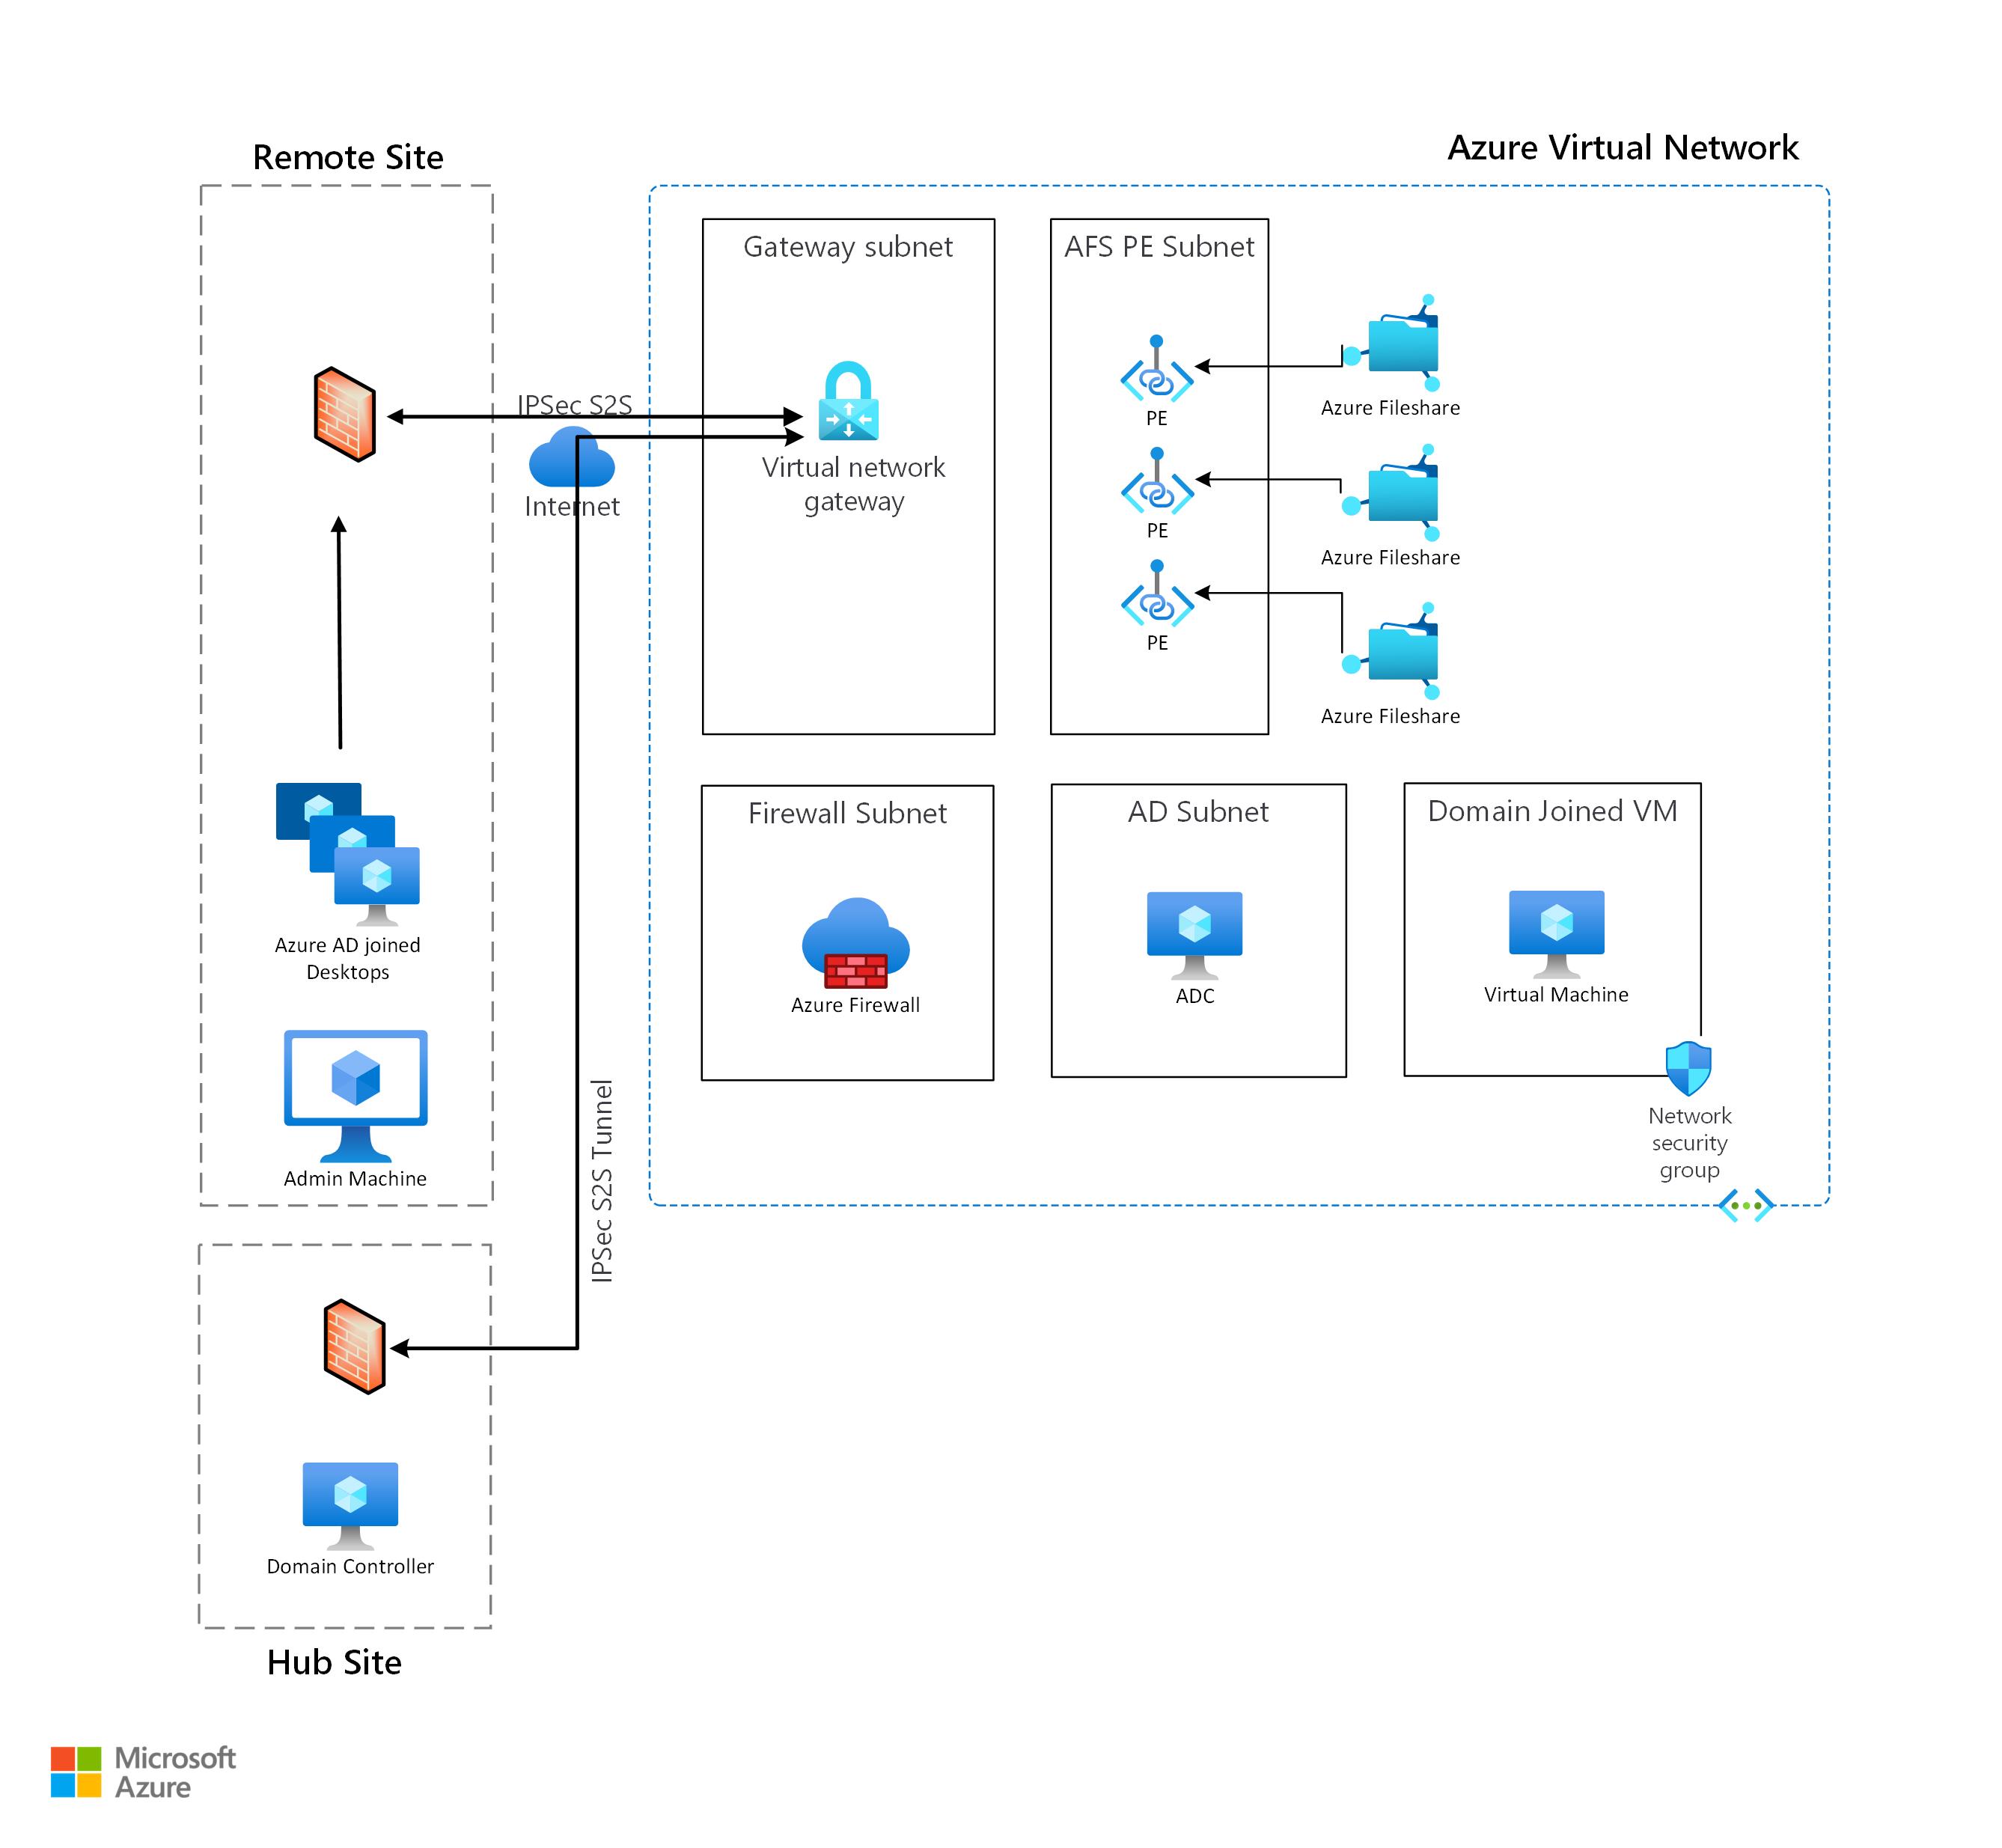 Remote Site
Azure Virtual Network
Gateway subnet
AFS PE Subnet
IPSec S2S
Internet
Virtual network
gateway
PE
PE
PE
Azure Fileshare
Azure Fileshare
Azure Fileshare
Azure AD joined
Desktops
Admin Machine
Firewall Subnet
Azure Firewall
AD Subnet
ADC
Domain Joined VM
Virtual Machine
Network
security
group
IPSec S2S Tunnel
Domain Controller
Hub Site
Microsoft
Azure